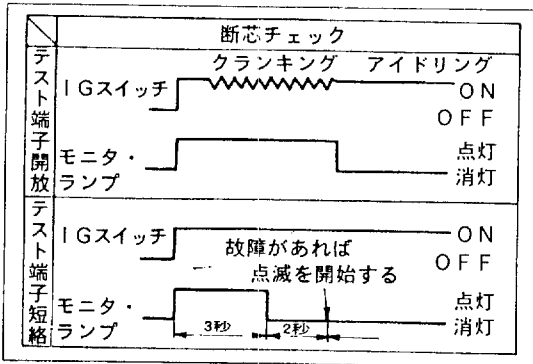 断芯チェック
テスト端子開放
クランキング アイドリング
IGスイッチ
ON
OFF
モニタ・
ランプ
点灯
消灯
テスト端子短絡
IGスイッチ
ON
OFF
故障があれば
点滅を開始する
モニタ・
ランプ
点灯
消灯
3秒
2秒